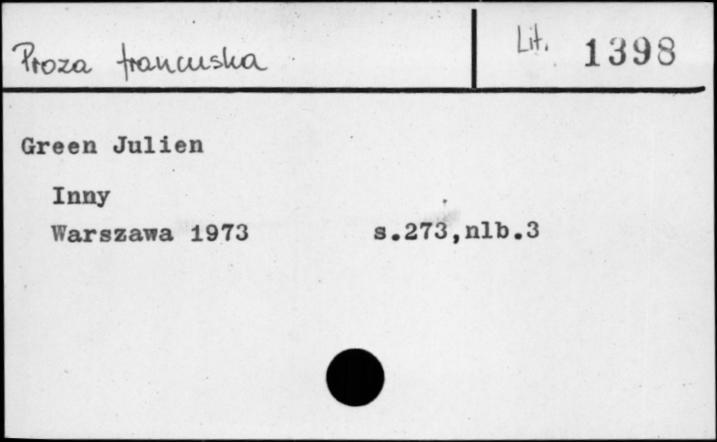 Proza francuska
Lit. 1398
Green Julien
Inny
Warszawa 1973 s.273,nlb.3